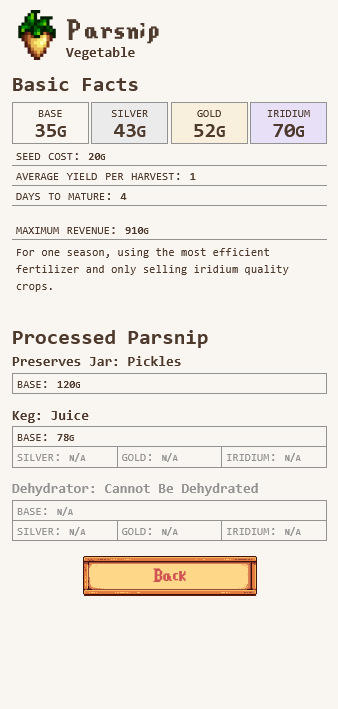 Parsnip
Vegetable
Basic Facts
BASE SILVER GOLD IRIDIUM
35G 43G 52G 70G
SEED COST: 20G
AVERAGE YIELD PER HARVEST: 1
DAYS TO MATURE: 4
MAXIMUM REVENUE: 910G
For one season, using the most efficient
fertilizer and only selling iridium quality
crops.
Processed Parsnip
Preserves Jar: Pickles
BASE: 120G
Keg: Juice
BASE: 78G
SILVER: N/A GOLD: N/A IRIDIUM: N/A
Dehydrator: Cannot Be Dehydrated
BASE: N/A
SILVER: N/A GOLD: N/A IRIDIUM: N/A
Back